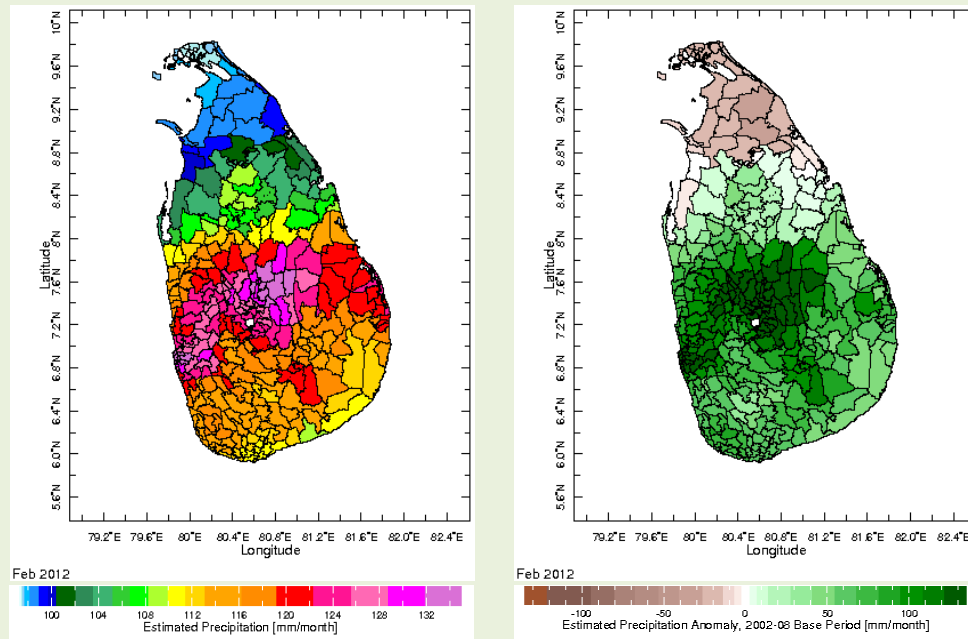 10°N
9.6°N
9.2°N
8.8°N
8.4°N
7.8°N
7.6°N
7.2°N
6.8°N
6.4°N
6.0°N
5.6°N
Latitude
79.2°E 79.6°E 80°E 80.4°E 80.8°E 81.2°E 81.6°E 82.0°E 82.4°E
Longitude
Feb 2012
100 104 108 112 116 120 124 128 132
Estimated Precipitation [mm/month]
10°N
9.6°N
9.2°N
8.8°N
8.4°N
7.8°N
7.6°N
7.2°N
6.8°N
6.4°N
6.0°N
5.6°N
Latitude
79.2°E 79.6°E 80°E 80.4°E 80.8°E 81.2°E 81.6°E 82.0°E 82.4°E
Longitude
Feb 2012
-100 -50 0 50 100
Estimated Precipitation Anomaly, 2002-08 Base Period [mm/month]